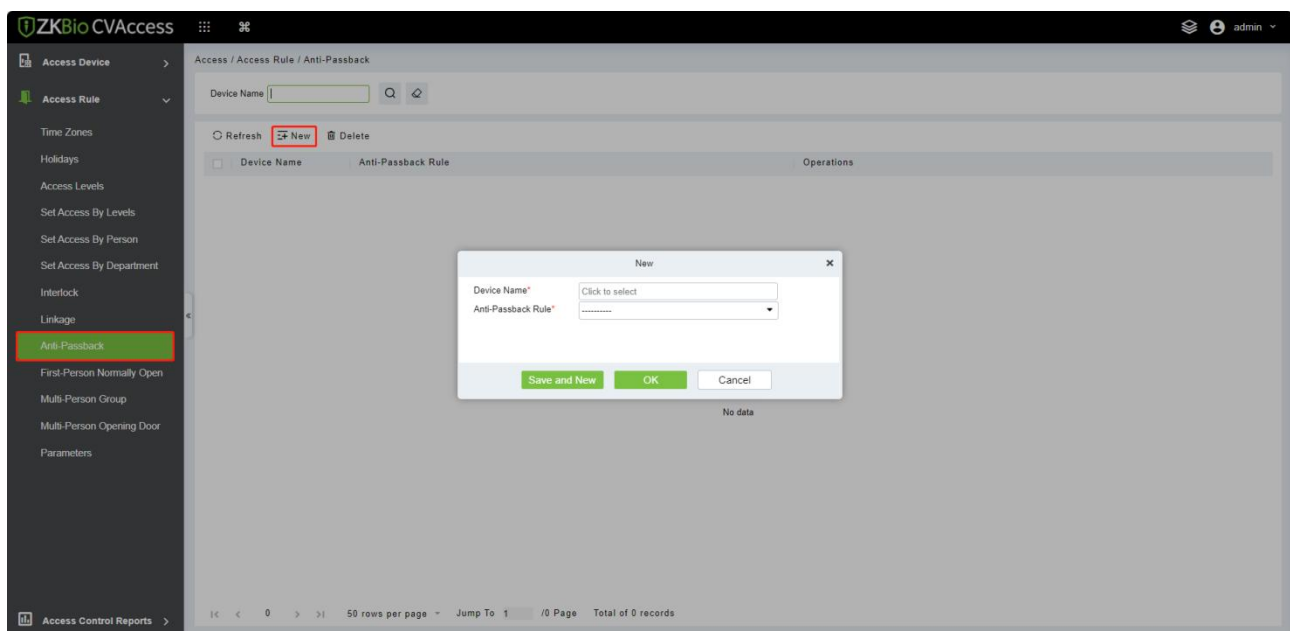 ZKBio CVAccess
admin
Access Device
Access Rule
Time Zones
Holidays
Access Levels
Set Access By Levels
Set Access By Person
Set Access By Department
Interlock
Linkage
Anti-Passback
First-Person Normally Open
Multi-Person Group
Multi-Person Opening Door
Parameters
Access Control Reports
Access / Access Rule / Anti-Passback
Device Name
Refresh New Delete
Device Name Anti-Passback Rule Operations
New
Device Name* Click to select
Anti-Passback Rule* ----------
Save and New OK Cancel
No data
0 50 rows per page Jump To 1 /0 Page Total of 0 records